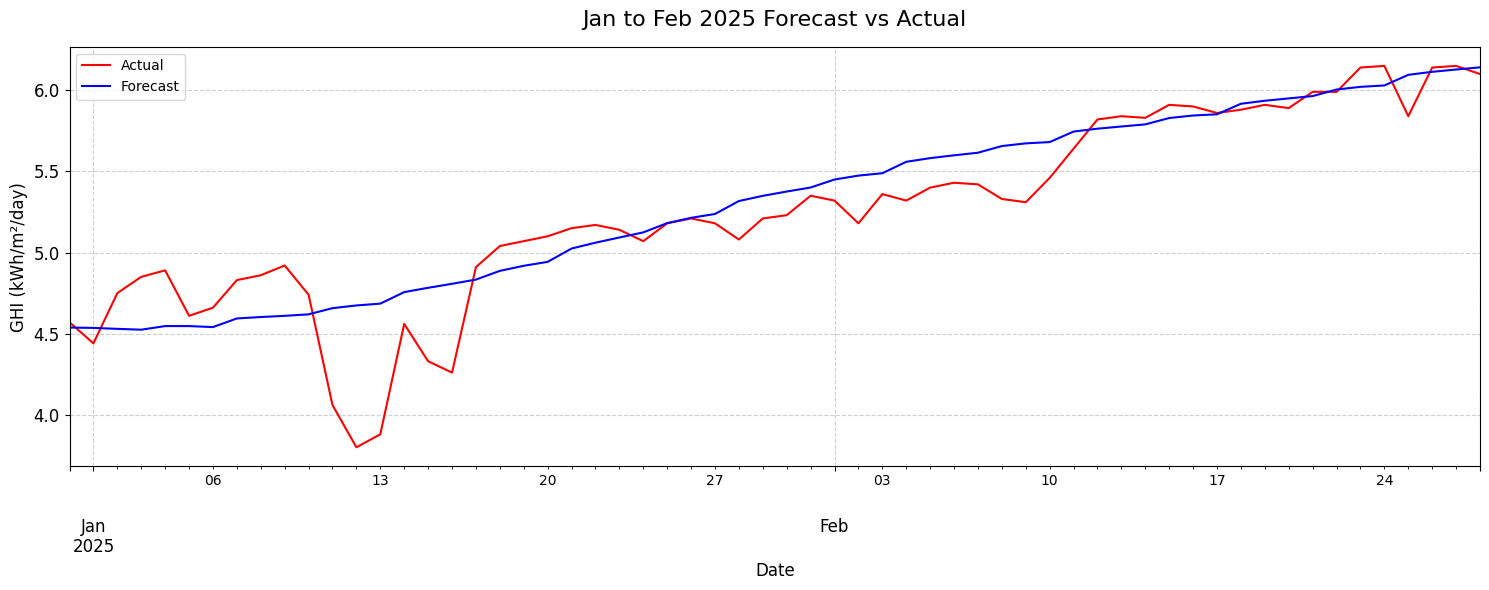 Jan to Feb 2025 Forecast vs Actual
Actual
Forecast
GHI (kWh/m²/day)
6.0
5.5
5.0
4.5
4.0
06 13 20 27 03 10 17 24
Jan Feb
2025
Date